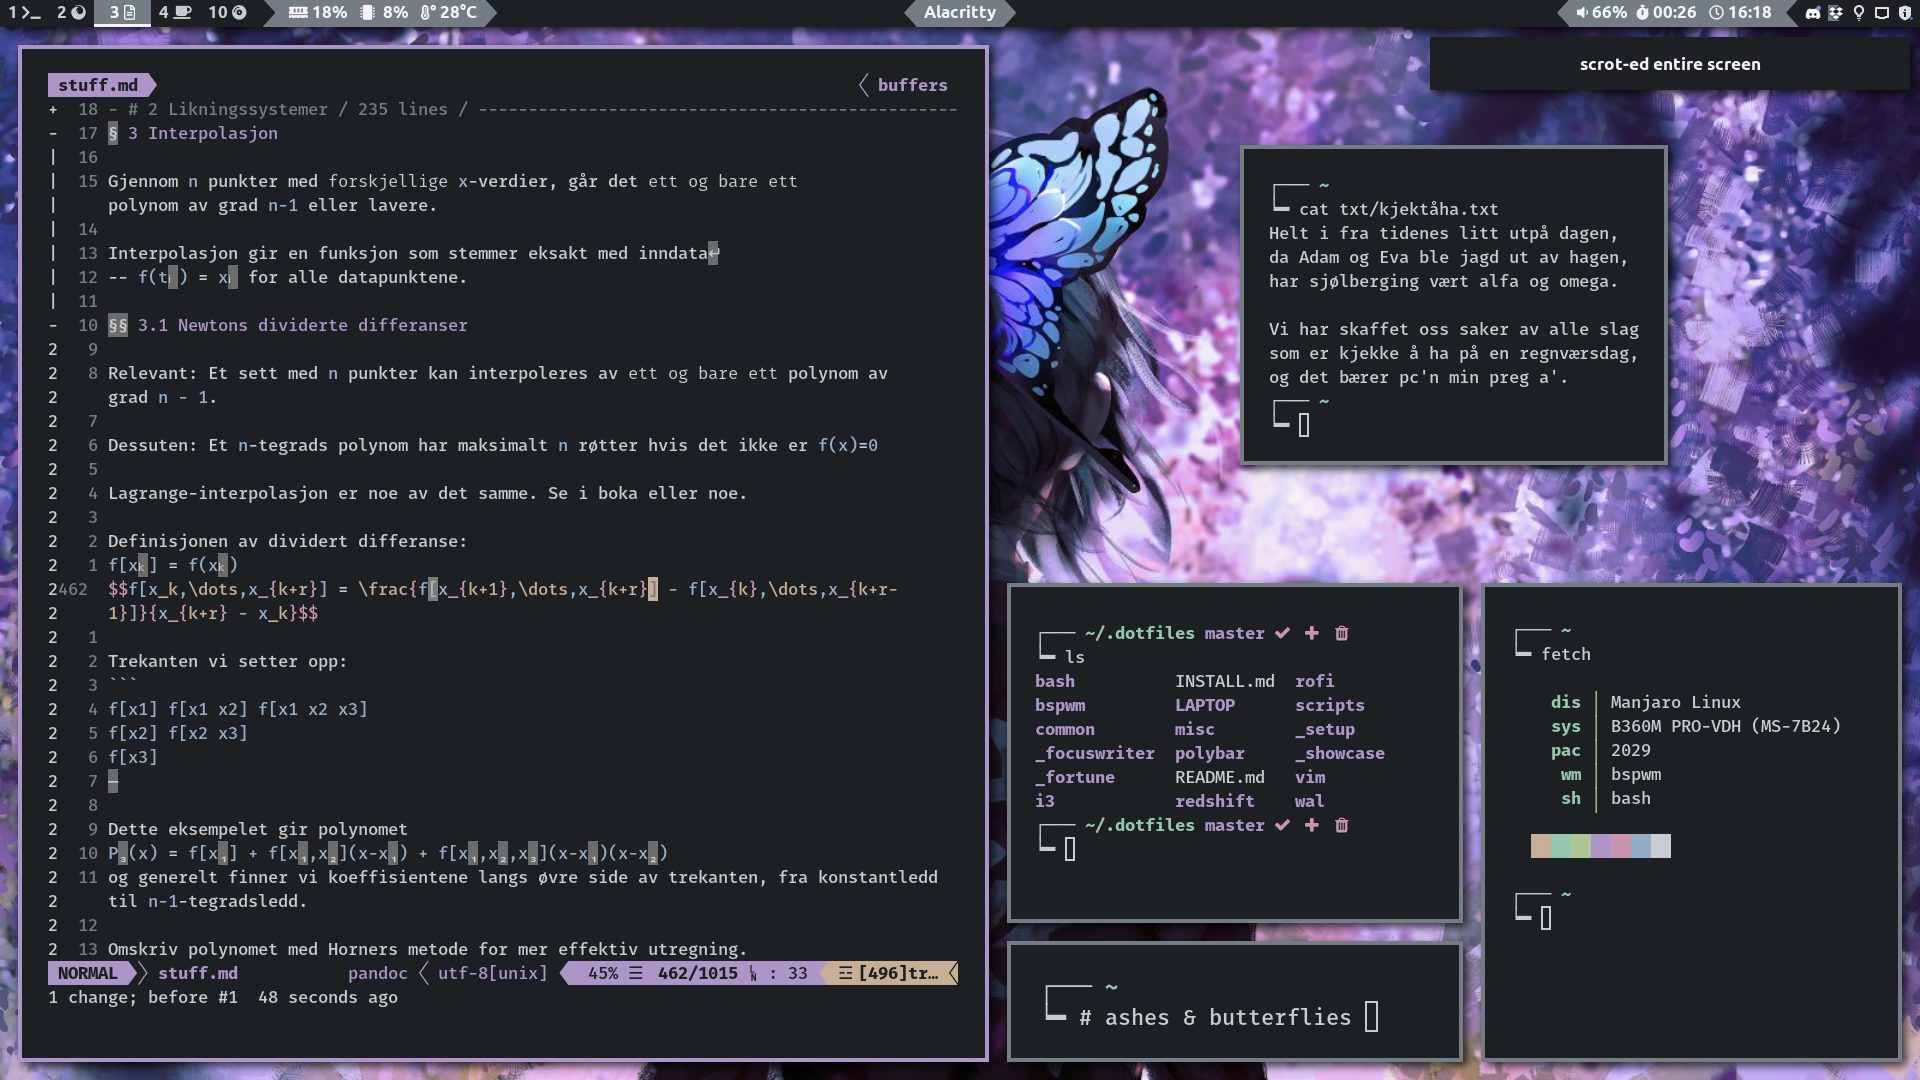 1 2 3 4 10 18% 8% 28°C
Alacritty
66% 00:26 16:18
scrot-ed entire screen
stuff.md buffers
+ 18 - # 2 Likningssystemer / 235 lines / ------------------------------------------------
- 17 § 3 Interpolasjon
| 16
| 15 Gjennom n punkter med forskjellige x-verdier, går det ett og bare ett
| polynom av grad n-1 eller lavere.
| 14
| 13 Interpolasjon gir en funksjon som stemmer eksakt med inndata↵
| 12 -- f(tᵢ) = xᵢ for alle datapunktene.
| 11
- 10 §§ 3.1 Newtons dividerte differanser
2 9
2 8 Relevant: Et sett med n punkter kan interpoleres av ett og bare ett polynom av
2 grad n - 1.
2 7
2 6 Dessuten: Et n-tegrads polynom har maksimalt n røtter hvis det ikke er f(x)=0
2 5
2 4 Lagrange-interpolasjon er noe av det samme. Se i boka eller noe.
2 3
2 2 Definisjonen av dividert differanse:
2 1 f[xₖ] = f(xₖ)
2462 $$f[x_k,\dots,x_{k+r}] = \frac{f[x_{k+1},\dots,x_{k+r}] - f[x_{k},\dots,x_{k+r-
2 1}]}{x_{k+r} - x_k}$$
2 1
2 2 Trekanten vi setter opp:
2 3 ```
2 4 f[x1] f[x1 x2] f[x1 x2 x3]
2 5 f[x2] f[x2 x3]
2 6 f[x3]
2 7 —
2 8
2 9 Dette eksempelet gir polynomet
2 10 P₃(x) = f[x₁] + f[x₁,x₂](x-x₁) + f[x₁,x₂,x₃](x-x₁)(x-x₂)
2 11 og generelt finner vi koeffisientene langs øvre side av trekanten, fra konstantledd
2 til n-1-tegradsledd.
2 12
2 13 Omskriv polynomet med Horners metode for mer effektiv utregning.
NORMAL stuff.md pandoc utf-8[unix] 45% ☰ 462/1015 : 33 [496]tr…
1 change; before #1 48 seconds ago
~
cat txt/kjektåha.txt
Helt i fra tidenes litt utpå dagen,
da Adam og Eva ble jagd ut av hagen,
har sjølberging vært alfa og omega.
Vi har skaffet oss saker av alle slag
som er kjekke å ha på en regnværsdag,
og det bærer pc'n min preg a'.
~
~/.dotfiles master
ls
bash INSTALL.md rofi
bspwm LAPTOP scripts
common misc _setup
_focuswriter polybar _showcase
_fortune README.md vim
i3 redshift wal
~/.dotfiles master
~
# ashes & butterflies
~
fetch
dis Manjaro Linux
sys B360M PRO-VDH (MS-7B24)
pac 2029
wm bspwm
sh bash
~